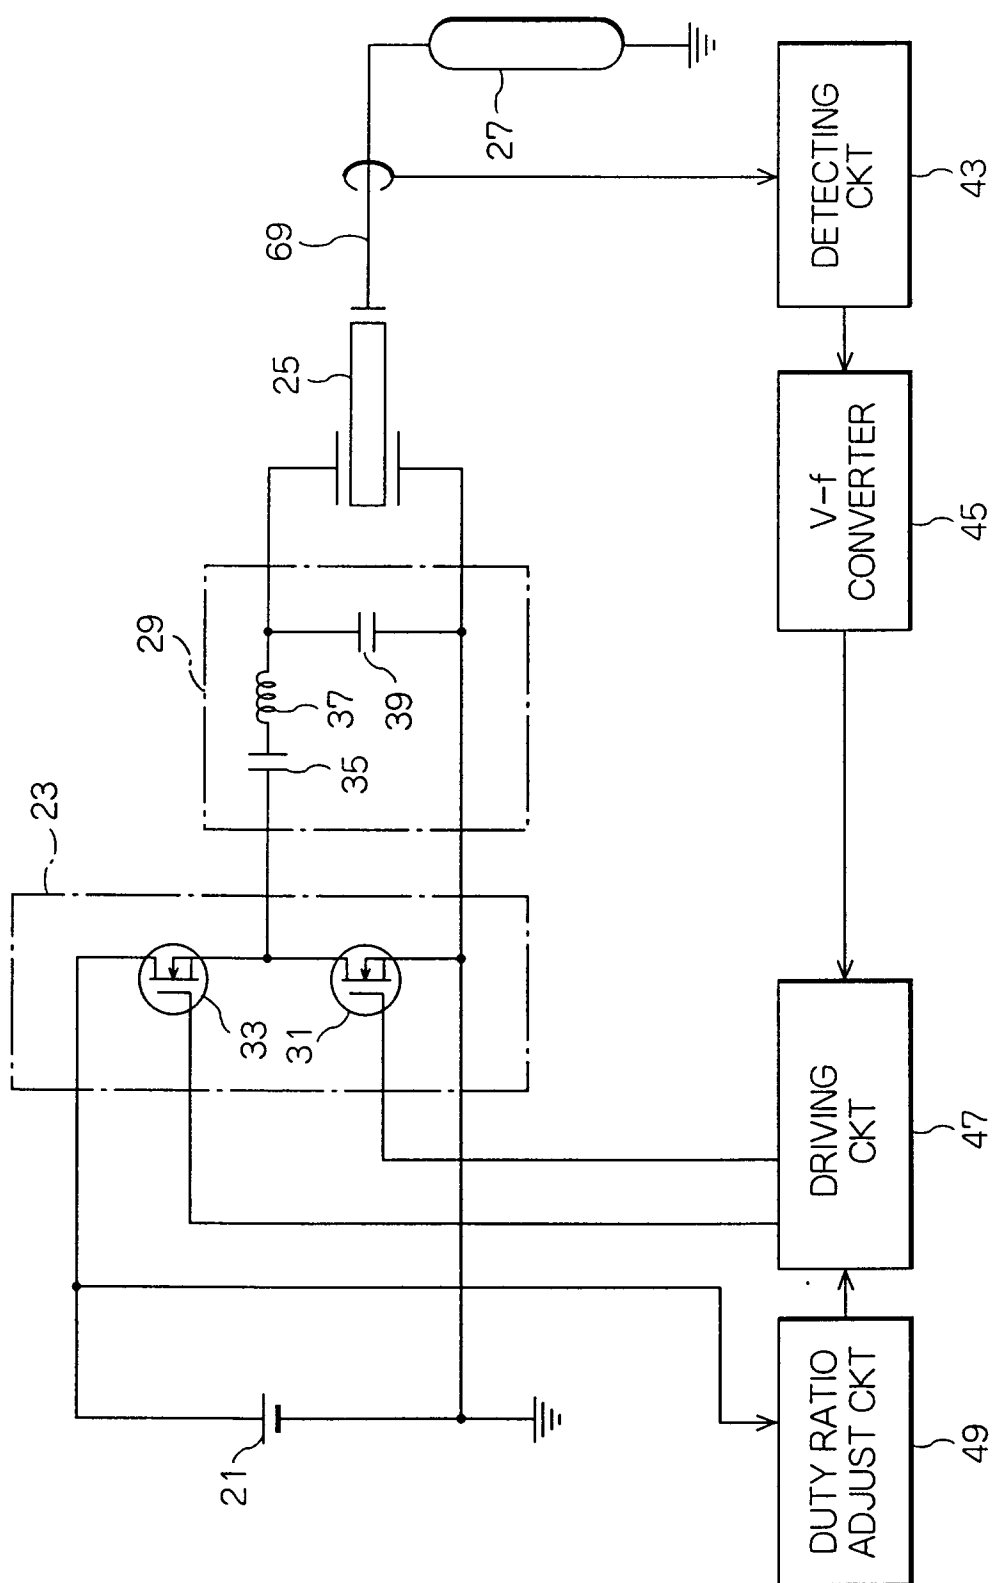 23
29
27
69
25
33
31
35
37
39
21
DUTY RATIO
ADJUST CKT
49
DRIVING
CKT
47
V-f
CONVERTER
45
DETECTING
CKT
43